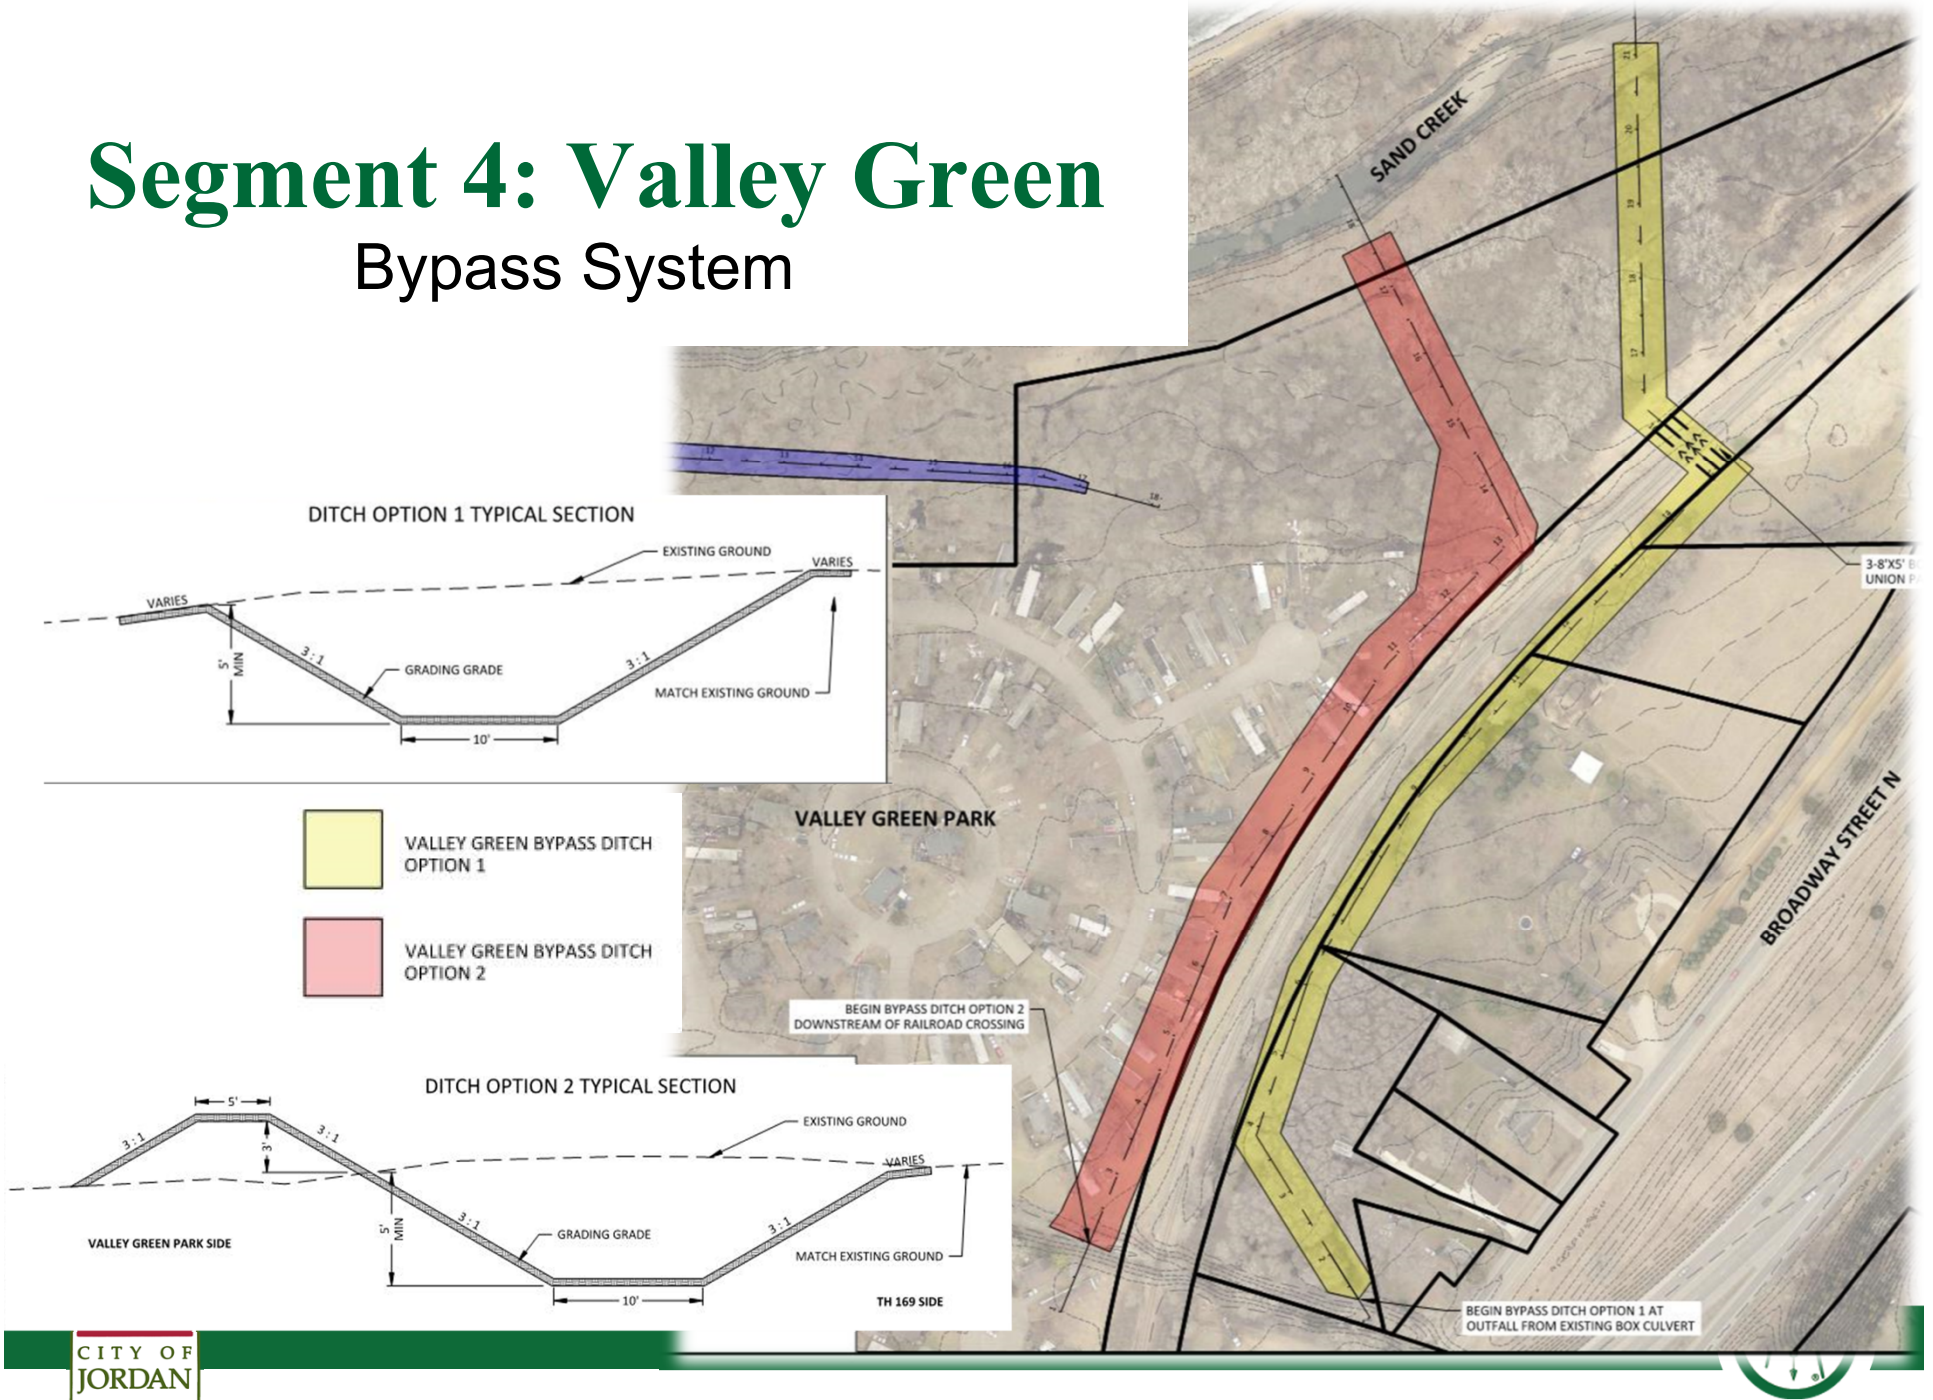 Segment 4: Valley Green
Bypass System
SAND CREEK
DITCH OPTION 1 TYPICAL SECTION
EXISTING GROUND
VARIES
VARIES
5'
MIN
3:1
3:1
GRADING GRADE
MATCH EXISTING GROUND
10'
3-8'X5'
UNION
VALLEY GREEN BYPASS DITCH
OPTION 1
VALLEY GREEN BYPASS DITCH
OPTION 2
VALLEY GREEN PARK
BROADWAY STREET N
BEGIN BYPASS DITCH OPTION 2
DOWNSTREAM OF RAILROAD CROSSING
DITCH OPTION 2 TYPICAL SECTION
5'
3:1
3:1
3'
EXISTING GROUND
VARIES
5'
MIN
3:1
3:1
GRADING GRADE
MATCH EXISTING GROUND
VALLEY GREEN PARK SIDE
10'
TH 169 SIDE
BEGIN BYPASS DITCH OPTION 1 AT
OUTFALL FROM EXISTING BOX CULVERT
CITY OF
JORDAN